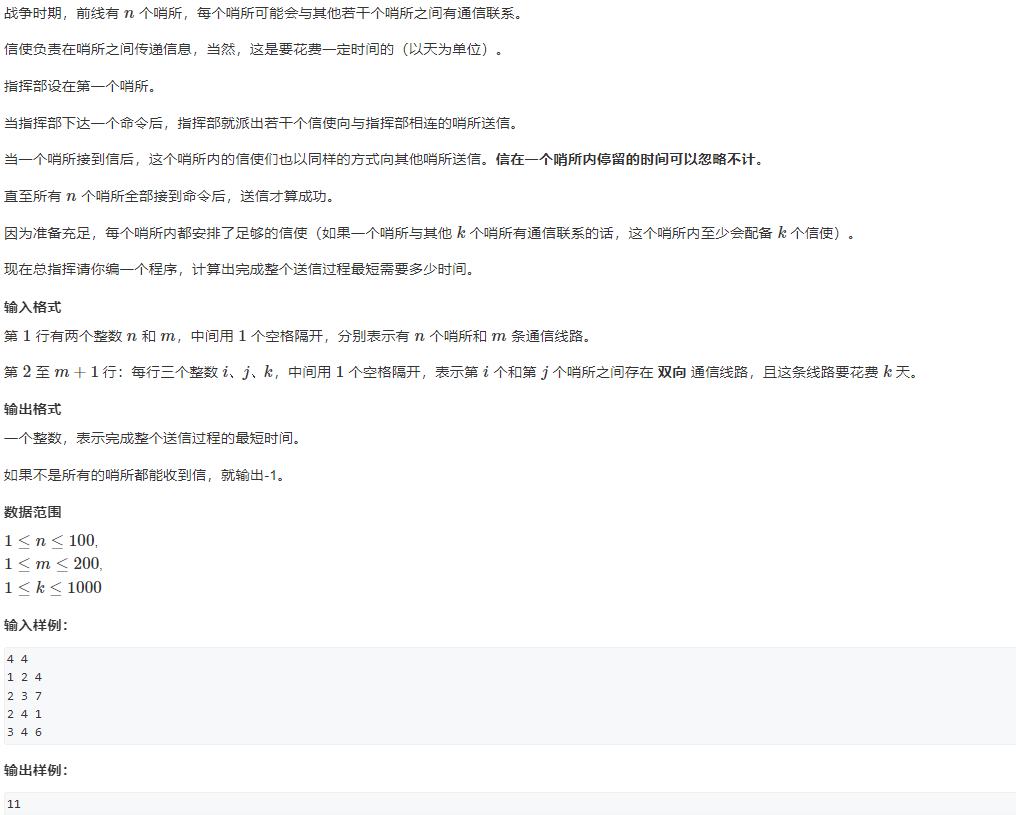 战争时期，前线有 n 个哨所，每个哨所可能会与其他若干个哨所之间有通信联系。
信使负责在哨所之间传递信息，当然，这是要花费一定时间的（以天为单位）。
指挥部设在第一个哨所。
当指挥部下达一个命令后，指挥部就派出若干个信使向与指挥部相连的哨所送信。
当一个哨所接到信后，这个哨所内的信使们也以同样的方式向其他哨所送信。信在一个哨所内停留的时间可以忽略不计。
直至所有 n 个哨所全部接到命令后，送信才算成功。
因为准备充足，每个哨所内都安排了足够的信使（如果一个哨所与其他 k 个哨所有通信联系的话，这个哨所内至少会配备 k 个信使）。
现在总指挥请你编一个程序，计算出完成整个送信过程最短需要多少时间。
输入格式
第 1 行有两个整数 n 和 m，中间用 1 个空格隔开，分别表示有 n 个哨所和 m 条通信线路。
第 2 至 m + 1 行：每行三个整数 i、j、k，中间用 1 个空格隔开，表示第 i 个和第 j 个哨所之间存在 双向 通信线路，且这条线路要花费 k 天。
输出格式
一个整数，表示完成整个送信过程的最短时间。
如果不是所有的哨所都能收到信，就输出-1。
数据范围
1 ≤ n ≤ 100,
1 ≤ m ≤ 200,
1 ≤ k ≤ 1000
输入样例：
4 4
1 2 4
2 3 7
2 4 1
3 4 6
输出样例：
11